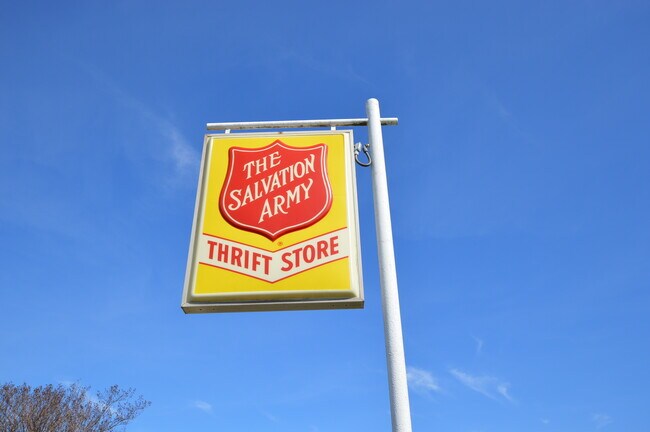 THE
SALVATION
ARMY
THRIFT STORE